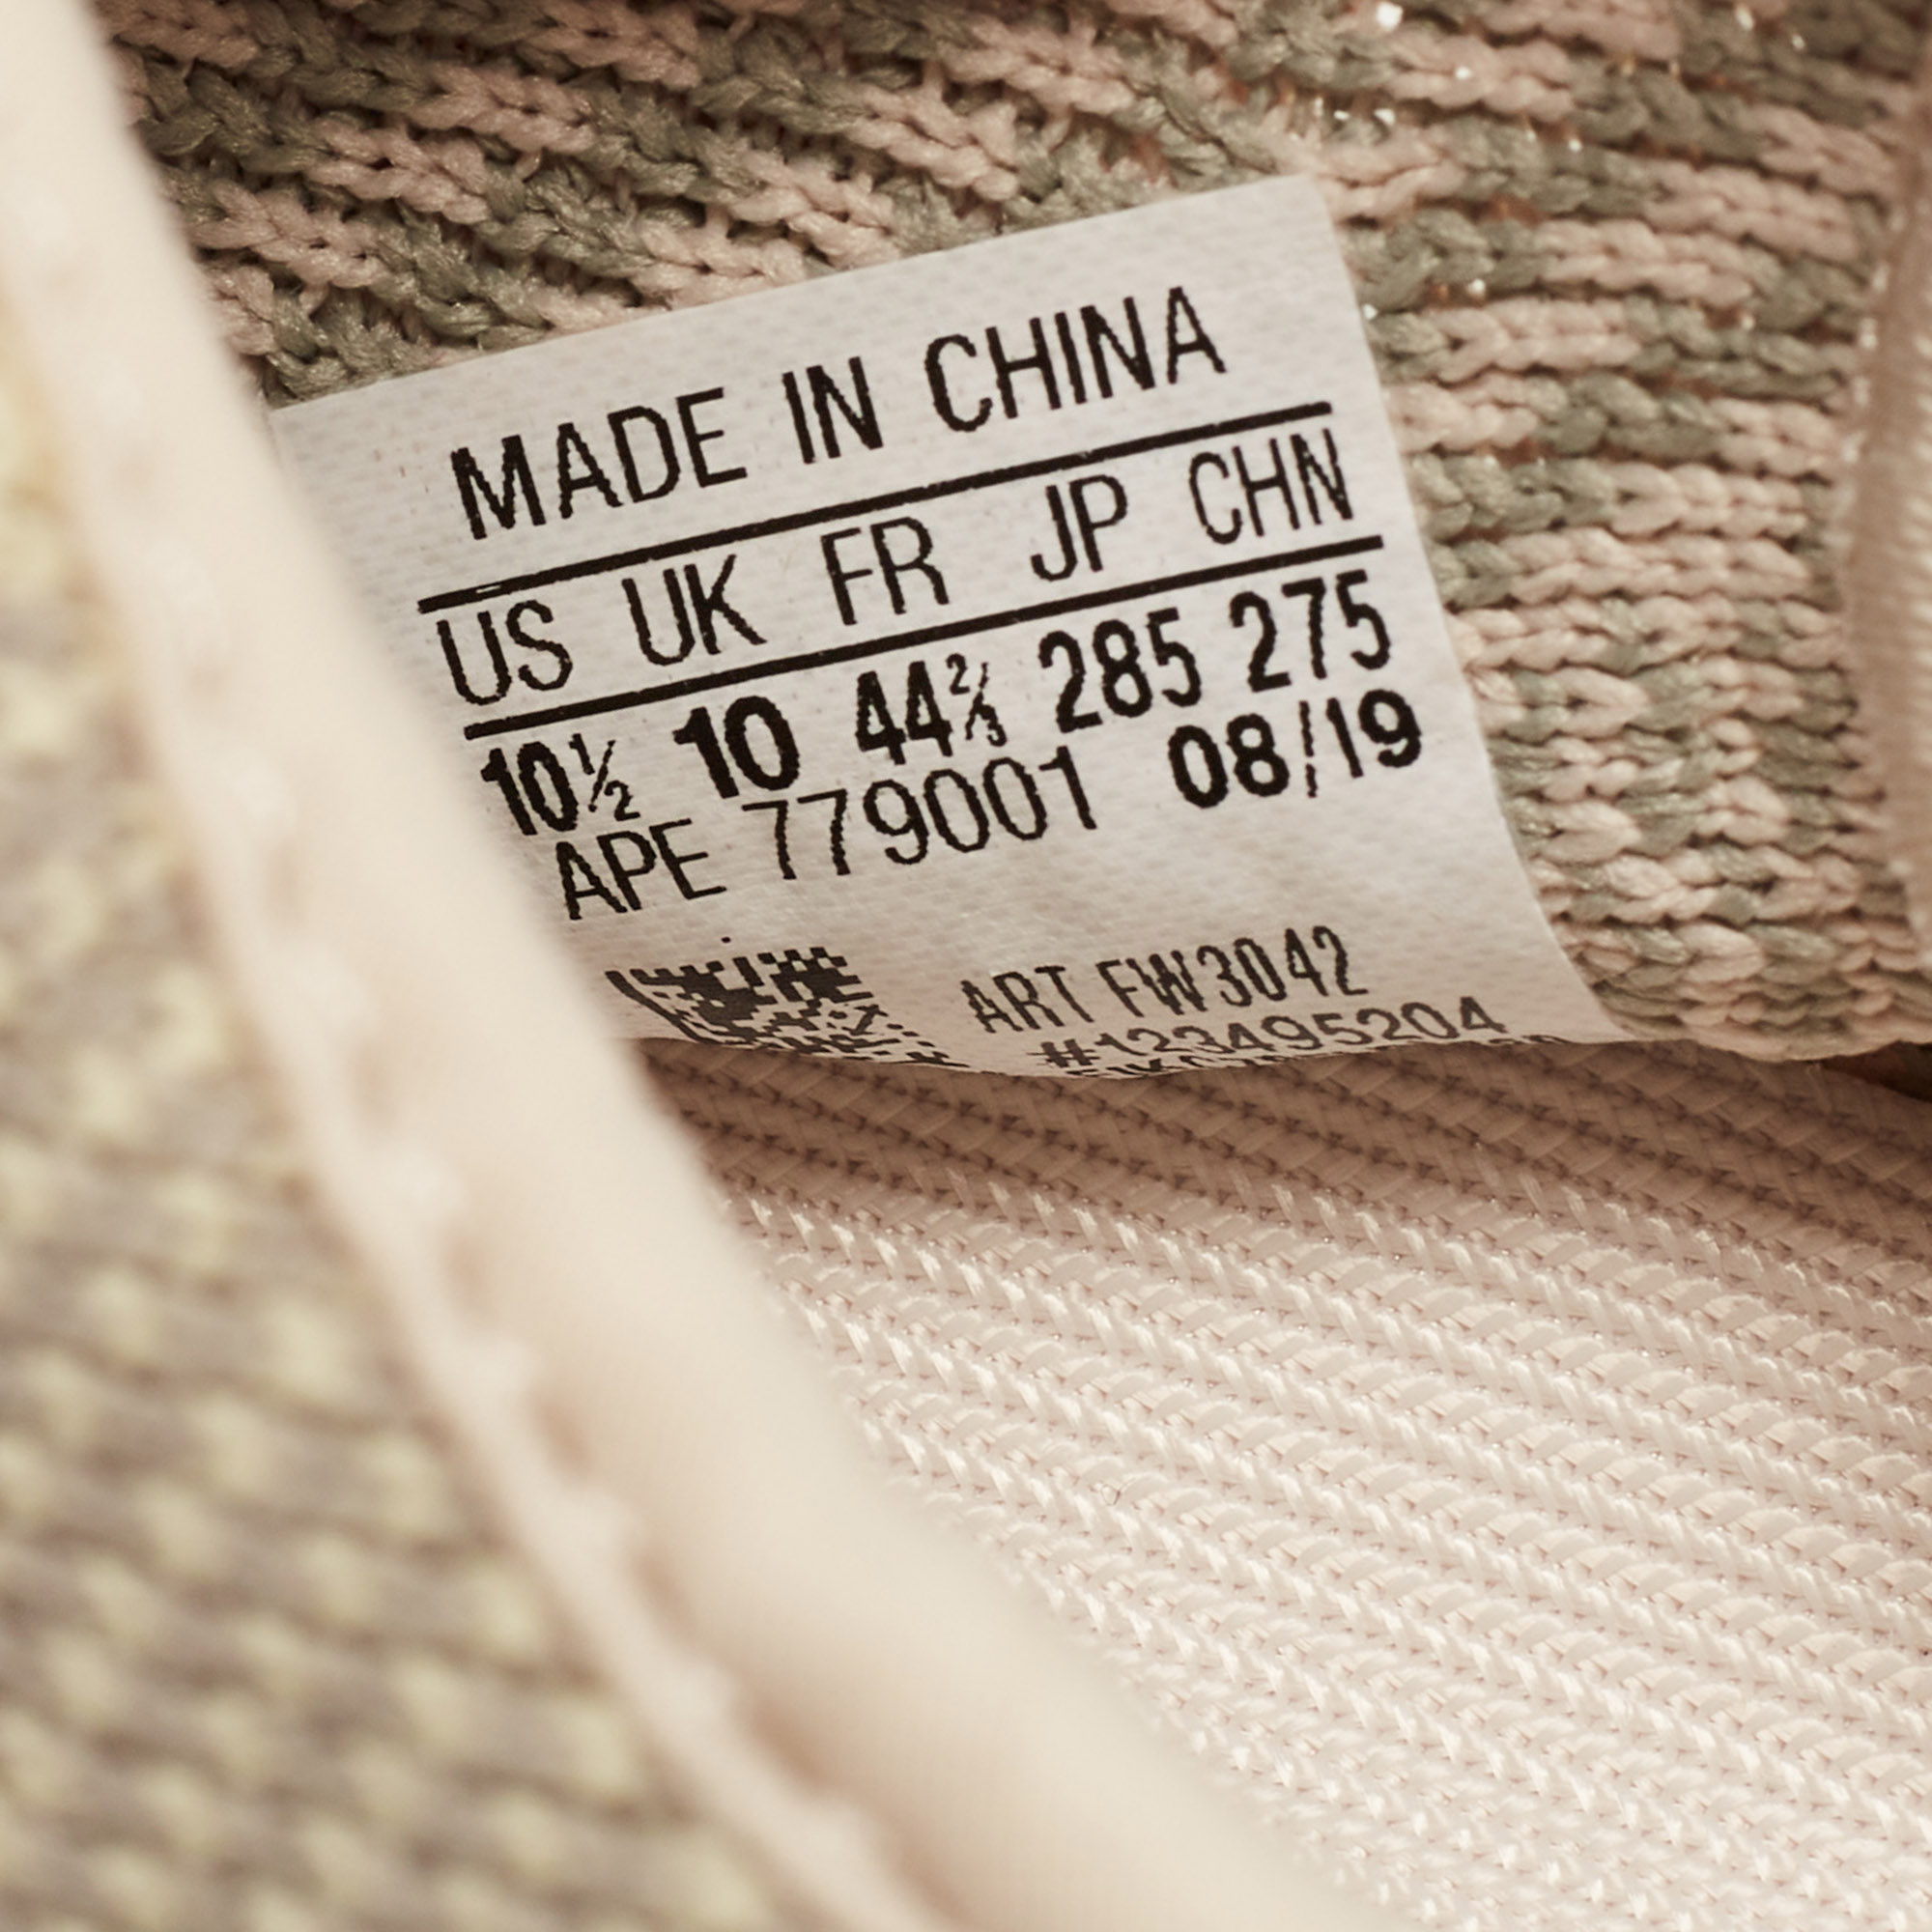 MADE IN CHINA
US UK FR JP CHN
10½ 10 44⅔ 285 275
APE 779001 08/19
ART FW3042
#123495204